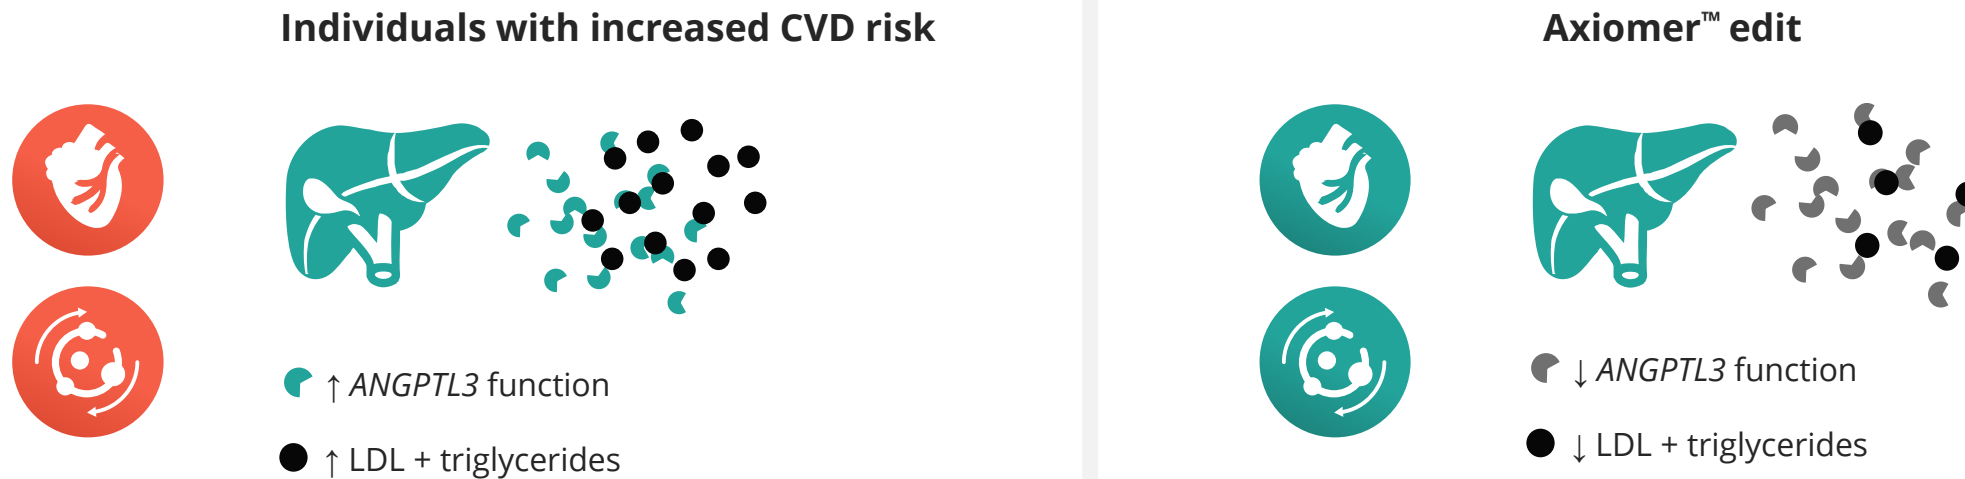 Individuals with increased CVD risk
↑ ANGPTL3 function
↑ LDL + triglycerides
Axiomer™ edit
↓ ANGPTL3 function
↓ LDL + triglycerides